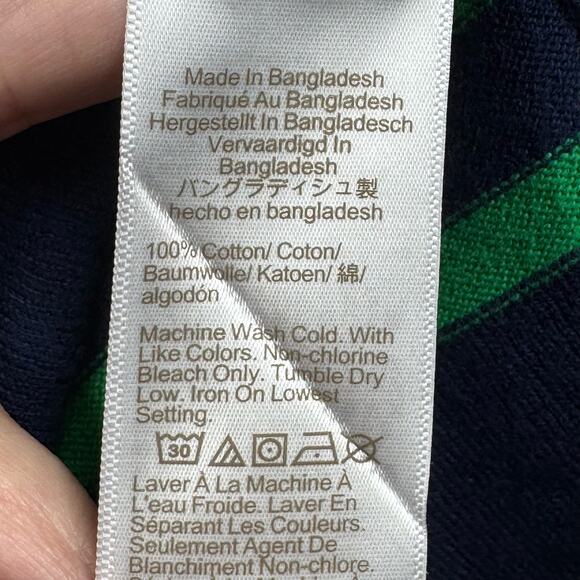 Made In Bangladesh
Fabriqué Au Bangladesh
Hergestellt In Bangladesch
Vervaardigd In
Bangladesh
バングラディシュ製
hecho en bangladesh
100% Cotton/ Coton/
Baumwolle/ Katoen/ 綿/
algodón
Machine Wash Cold. With
Like Colors. Non-chlorine
Bleach Only. Tumble Dry
Low. Iron On Lowest
Setting.
30
Laver À La Machine À
L'eau Froide. Laver En
Séparant Les Couleurs.
Seulement Agent De
Blanchiment Non-chlore.